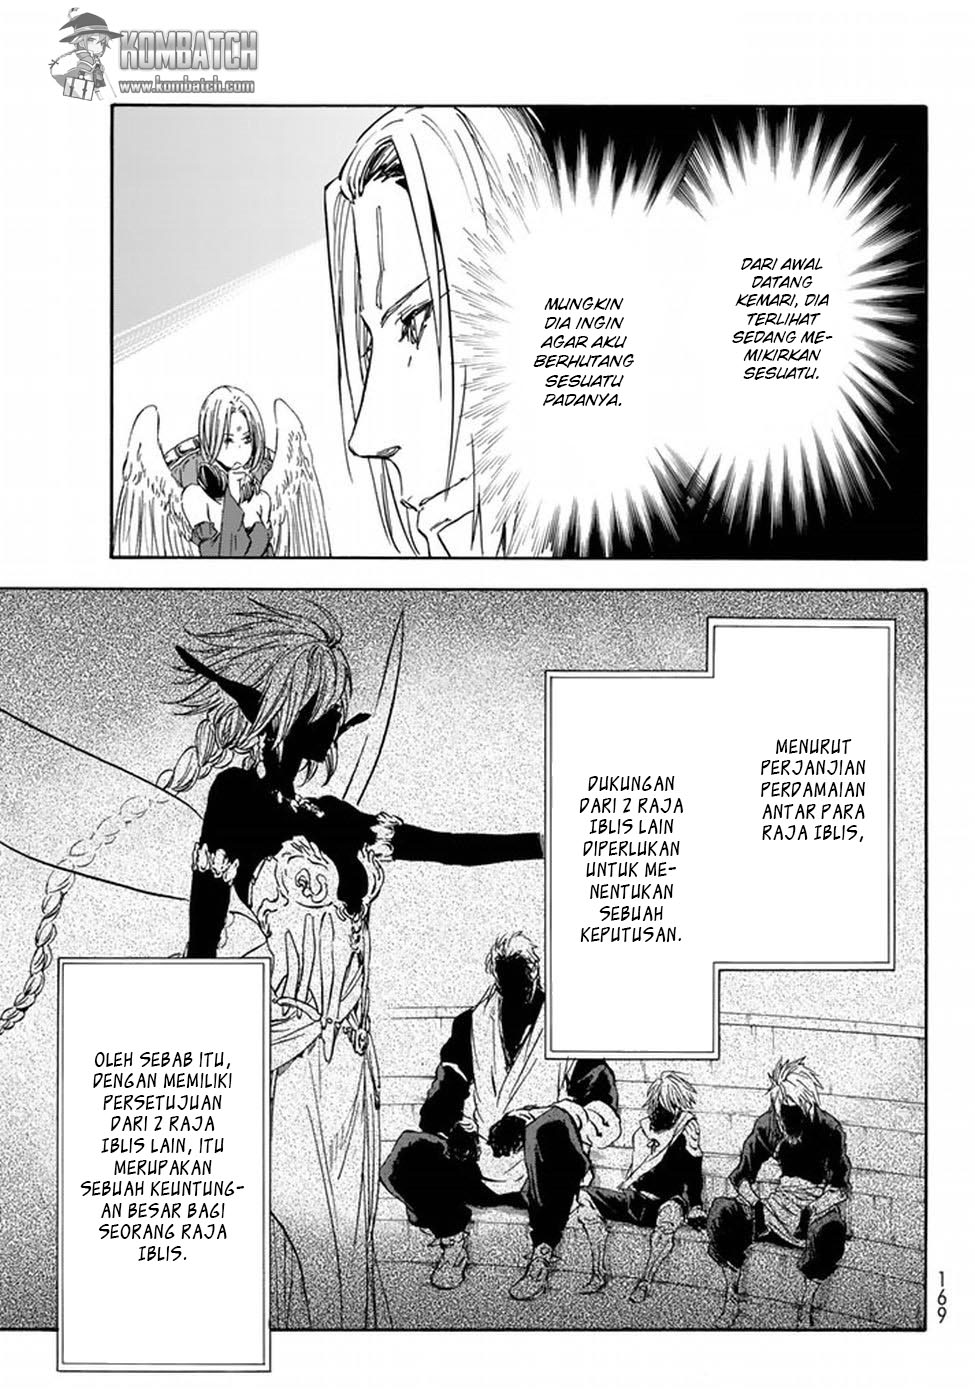 KOMBATCH
www.kombatch.com
DARI AWAL
DATANG
KEMARI, DIA
TERLIHAT
SEDANG ME-
MIKIRKAN
SESUATU.
MUNGKIN
DIA INGIN
AGAR AKU
BERHUTANG
SESUATU
PADANYA.
MENURUT
PERJANJIAN
PERDAMAIAN
ANTAR PARA
RAJA IBLIS,
DUKUNGAN
DARI 2 RAJA
IBLIS LAIN
DIPERLUKAN
UNTUK ME-
NENTUKAN
SEBUAH
KEPUTUSAN.
OLEH SEBAB ITU,
DENGAN MEMILIKI
PERSETUJUAN
DARI 2 RAJA
IBLIS LAIN, ITU
MERUPAKAN
SEBUAH KEUNTUNG-
AN BESAR BAGI
SEORANG RAJA
IBLIS.
169